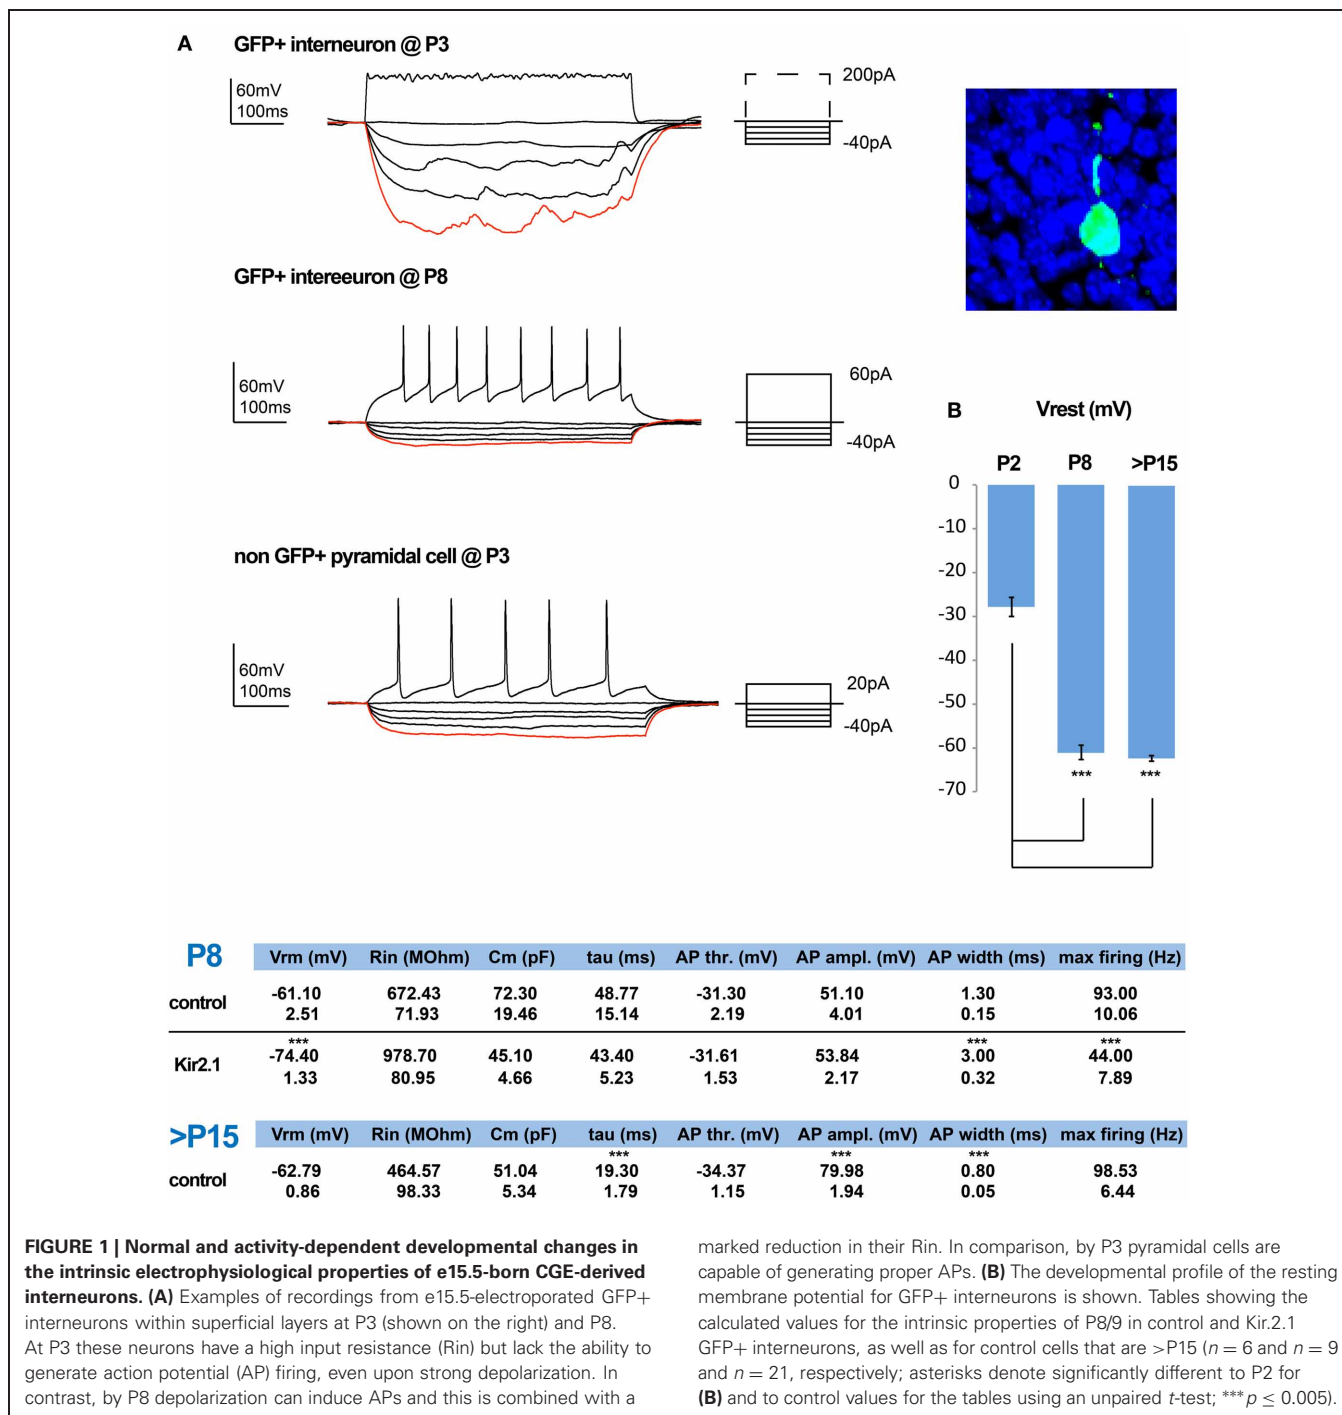 A GFP+ interneuron @ P3
60mV
100ms
200pA
-40pA
GFP+ intereeuron @ P8
60mV
100ms
60pA
-40pA
non GFP+ pyramidal cell @ P3
60mV
100ms
20pA
-40pA
B Vrest (mV)
P2 P8 >P15
0
-10
-20
-30
-40
-50
-60
-70
*** ***
P8 Vrm (mV) Rin (MOhm) Cm (pF) tau (ms) AP thr. (mV) AP ampl. (mV) AP width (ms) max firing (Hz)
control -61.10 672.43 72.30 48.77 -31.30 51.10 1.30 93.00
2.51 71.93 19.46 15.14 2.19 4.01 0.15 10.06
*** *** ***
Kir2.1 -74.40 978.70 45.10 43.40 -31.61 53.84 3.00 44.00
1.33 80.95 4.66 5.23 1.53 2.17 0.32 7.89
>P15 Vrm (mV) Rin (MOhm) Cm (pF) tau (ms) AP thr. (mV) AP ampl. (mV) AP width (ms) max firing (Hz)
*** *** ***
control -62.79 464.57 51.04 19.30 -34.37 79.98 0.80 98.53
0.86 98.33 5.34 1.79 1.15 1.94 0.05 6.44
FIGURE 1 | Normal and activity-dependent developmental changes in
the intrinsic electrophysiological properties of e15.5-born CGE-derived
interneurons. (A) Examples of recordings from e15.5-electroporated GFP+
interneurons within superficial layers at P3 (shown on the right) and P8.
At P3 these neurons have a high input resistance (Rin) but lack the ability to
generate action potential (AP) firing, even upon strong depolarization. In
contrast, by P8 depolarization can induce APs and this is combined with a
marked reduction in their Rin. In comparison, by P3 pyramidal cells are
capable of generating proper APs. (B) The developmental profile of the resting
membrane potential for GFP+ interneurons is shown. Tables showing the
calculated values for the intrinsic properties of P8/9 in control and Kir.2.1
GFP+ interneurons, as well as for control cells that are >P15 (n = 6 and n = 9
and n = 21, respectively; asterisks denote significantly different to P2 for
(B) and to control values for the tables using an unpaired t-test; ***p ≤ 0.005).